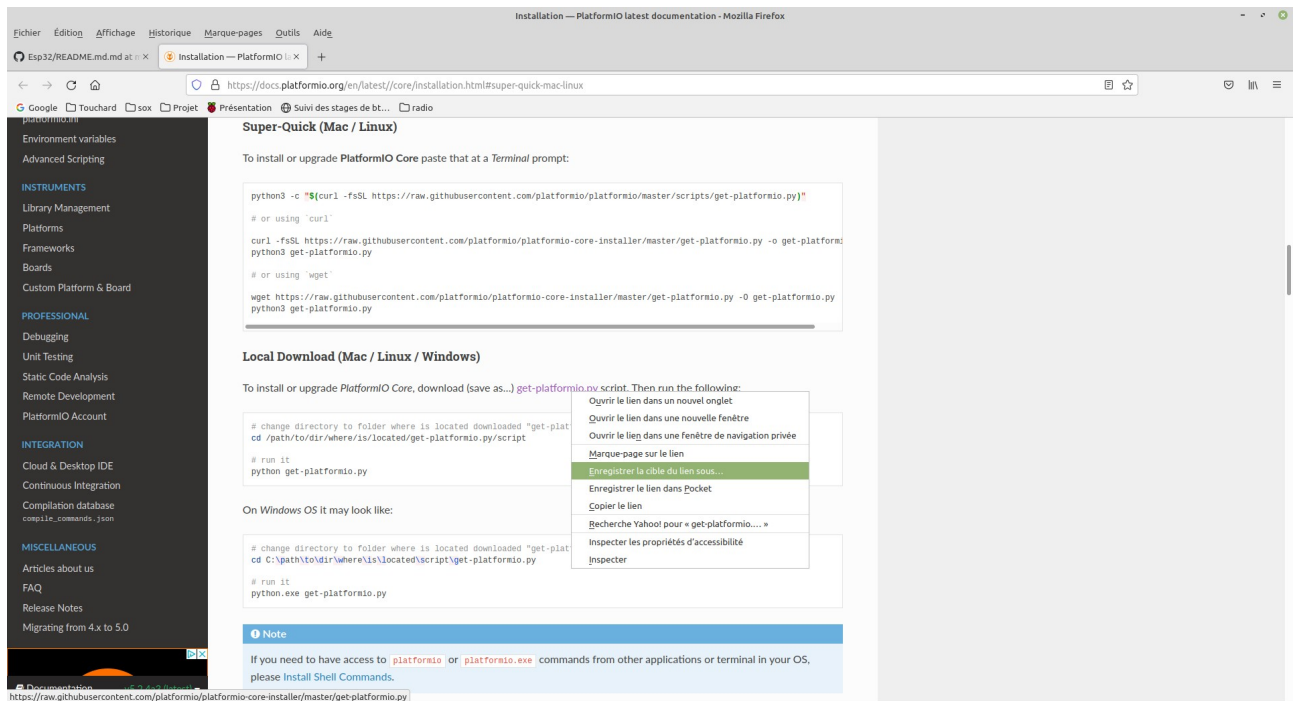 Installation — PlatformIO latest documentation - Mozilla Firefox
Fichier Édition Affichage Historique Marque-pages Outils Aide
Esp32/README.md.md at
Installation — PlatformIO
https://docs.platformio.org/en/latest//core/installation.html#super-quick-mac-linux
Google Touchard sox Projet Présentation Suivi des stages de bt... radio
platformio.ini
Environment variables
Advanced Scripting
INSTRUMENTS
Library Management
Platforms
Frameworks
Boards
Custom Platform & Board
PROFESSIONAL
Debugging
Unit Testing
Static Code Analysis
Remote Development
PlatformIO Account
INTEGRATION
Cloud & Desktop IDE
Continuous Integration
Compilation database
compile_commands.json
MISCELLANEOUS
Articles about us
FAQ
Release Notes
Migrating from 4.x to 5.0
Documentation
Super-Quick (Mac / Linux)
To install or upgrade PlatformIO Core paste that at a Terminal prompt:
python3 -c "$(curl -fsSL https://raw.githubusercontent.com/platformio/platformio/master/scripts/get-platformio.py)"
# or using `curl`
curl -fsSL https://raw.githubusercontent.com/platformio/platformio-core-installer/master/get-platformio.py -o get-platformi
python3 get-platformio.py
# or using `wget`
wget https://raw.githubusercontent.com/platformio/platformio-core-installer/master/get-platformio.py -O get-platformio.py
python3 get-platformio.py
Local Download (Mac / Linux / Windows)
To install or upgrade PlatformIO Core, download (save as...) get-platformio.py script. Then run the following:
# change directory to folder where is located downloaded "get-plat
cd /path/to/dir/where/is/located/get-platformio.py/script
# run it
python get-platformio.py
On Windows OS it may look like:
# change directory to folder where is located downloaded "get-plat
cd C:\path\to\dir\where\is\located\script\get-platformio.py
# run it
python.exe get-platformio.py
Note
If you need to have access to platformio or platformio.exe commands from other applications or terminal in your OS,
please Install Shell Commands.
Ouvrir le lien dans un nouvel onglet
Ouvrir le lien dans une nouvelle fenêtre
Ouvrir le lien dans une fenêtre de navigation privée
Marque-page sur le lien
Enregistrer la cible du lien sous...
Enregistrer le lien dans Pocket
Copier le lien
Recherche Yahoo! pour « get-platformio.... »
Inspecter les propriétés d'accessibilité
Inspecter
https://raw.githubusercontent.com/platformio/platformio-core-installer/master/get-platformio.py